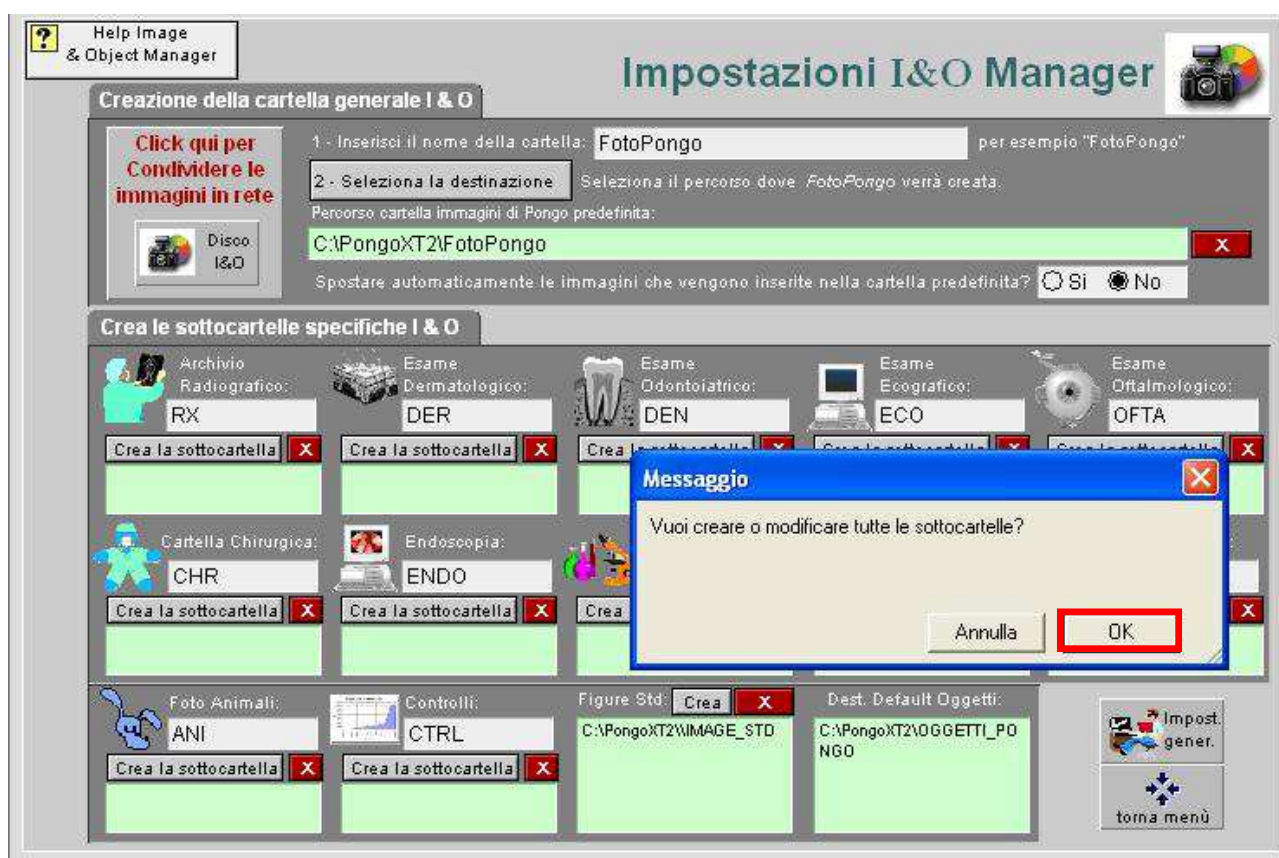 ?
Help Image
& Object Manager
Impostazioni I&O Manager
Creazione della cartella generale I & O
Click qui per
Condividere le
immagini in rete
Disco
I&O
1 - Inserisci il nome della cartella:
FotoPongo
per esempio "FotoPongo"
2 - Seleziona la destinazione
Seleziona il percorso dove FotoPongo verrà creata.
Percorso cartella immagini di Pongo predefinita:
C:\PongoXT2\FotoPongo
X
Spostare automaticamente le immagini che vengono inserite nella cartella predefinita?
Si
No
Crea le sottocartelle specifiche I & O
Archivio
Radiografico:
RX
Crea la sottocartella X
Esame
Dermatologico:
DER
Crea la sottocartella X
Esame
Odontoiatrico:
DEN
Esame
Ecografico:
ECO
Esame
Oftalmologico:
OFTA
X
Messaggio
Vuoi creare o modificare tutte le sottocartelle?
Annulla
OK
Cartella Chirurgica:
CHR
Crea la sottocartella X
Endoscopia:
ENDO
Crea la sottocartella X
Crea
X
Foto Animali:
ANI
Crea la sottocartella X
Controlli:
CTRL
Crea la sottocartella X
Figure Std: Crea X
C:\PongoXT2\IMAGE_STD
Dest. Default Oggetti:
C:\PongoXT2\OGGETTI_PO
NGO
Impost.
gener.
torna menù